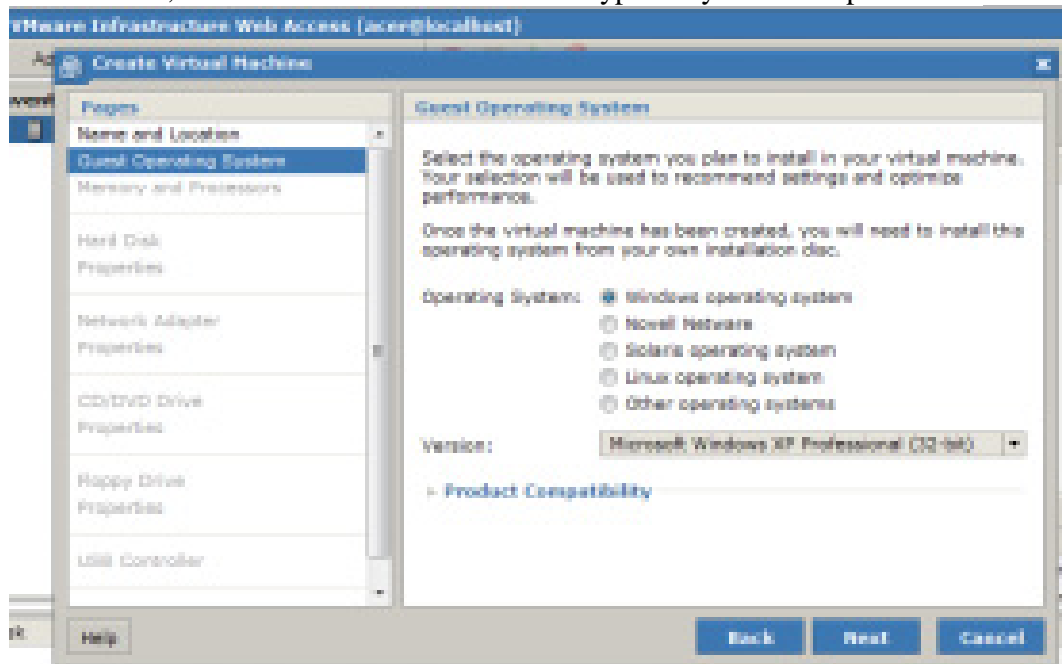 VMware Infrastructure Web Access (acer@localhost)
Create Virtual Machine
Pages
Name and Location
Guest Operating System
Memory and Processors
Hard Disk
Properties
Network Adapter
Properties
CD/DVD Drive
Properties
Floppy Drive
Properties
USB Controller
Guest Operating System
Select the operating system you plan to install in your virtual machine.
Your selection will be used to recommend settings and optimize
performance.
Once the virtual machine has been created, you will need to install this
operating system from your own installation disc.
Operating System: Windows operating system
Novell Netware
Solaris operating system
Linux operating system
Other operating systems
Version: Microsoft Windows XP Professional (32-bit)
Product Compatibility
Help Back Next Cancel